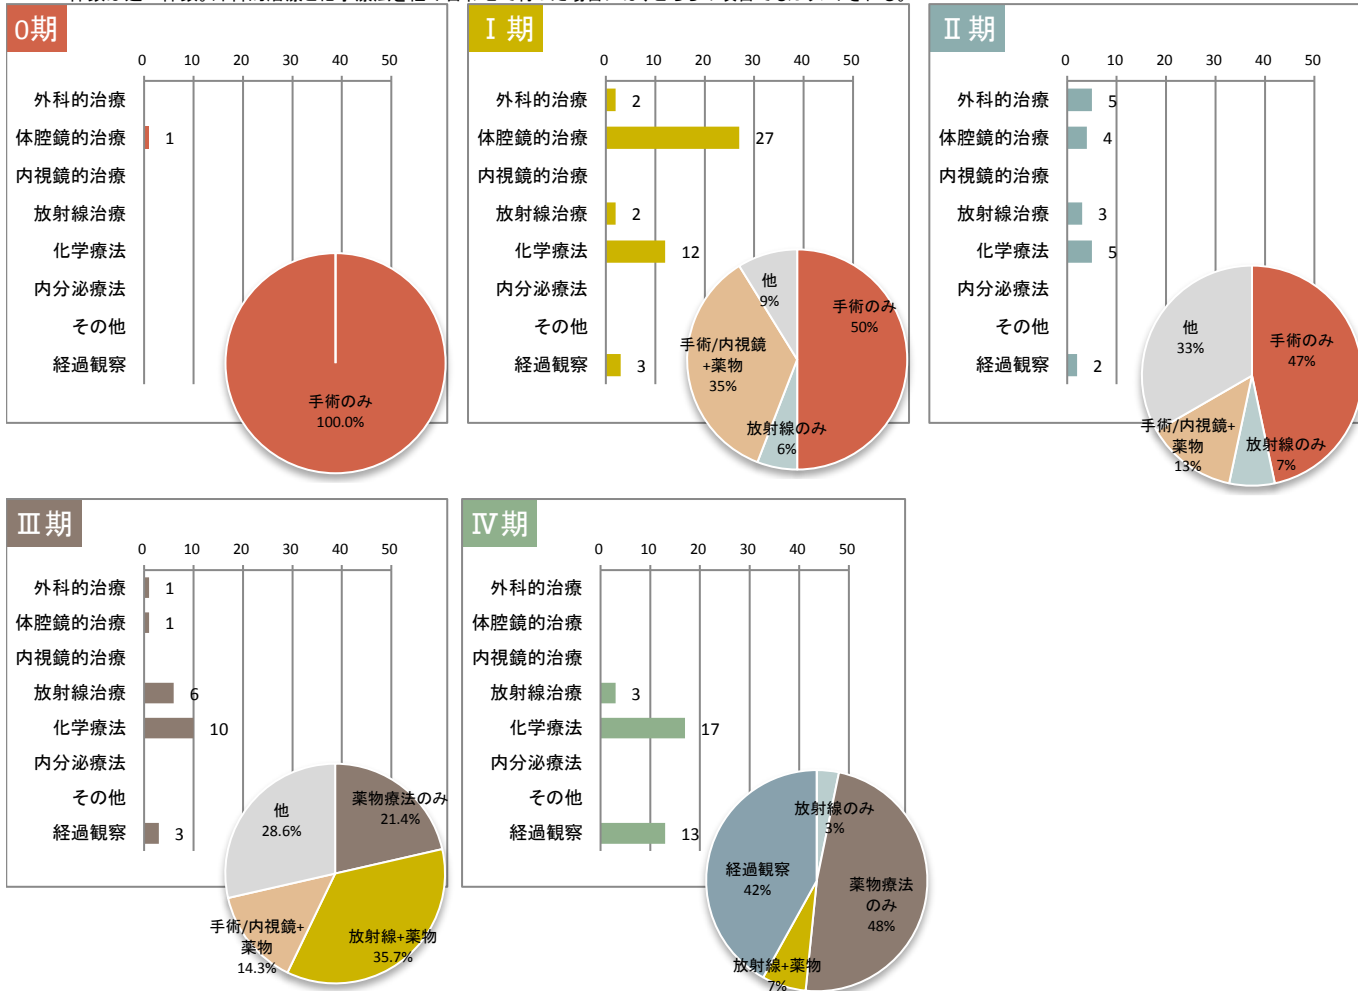 0期
0 10 20 30 40 50
外科的治療
体腔鏡的治療 1
内視鏡的治療
放射線治療
化学療法
内分泌療法
その他
経過観察
手術のみ
100.0%
Ⅰ期
0 10 20 30 40 50
外科的治療 2
体腔鏡的治療 27
内視鏡的治療
放射線治療 2
化学療法 12
内分泌療法
その他
経過観察 3
他
9%
手術のみ
50%
手術/内視鏡
+薬物
35%
放射線のみ
6%
Ⅱ期
0 10 20 30 40 50
外科的治療 5
体腔鏡的治療 4
内視鏡的治療
放射線治療 3
化学療法 5
内分泌療法
その他
経過観察 2
他
33%
手術のみ
47%
手術/内視鏡+
薬物
13%
放射線のみ
7%
Ⅲ期
0 10 20 30 40 50
外科的治療 1
体腔鏡的治療 1
内視鏡的治療
放射線治療 6
化学療法 10
内分泌療法
その他
経過観察 3
他
28.6%
薬物療法のみ
21.4%
手術/内視鏡+
薬物
14.3%
放射線+薬物
35.7%
Ⅳ期
0 10 20 30 40 50
外科的治療
体腔鏡的治療
内視鏡的治療
放射線治療 3
化学療法 17
内分泌療法
その他
経過観察 13
放射線のみ
3%
経過観察
42%
薬物療法
のみ
48%
放射線+薬物
7%